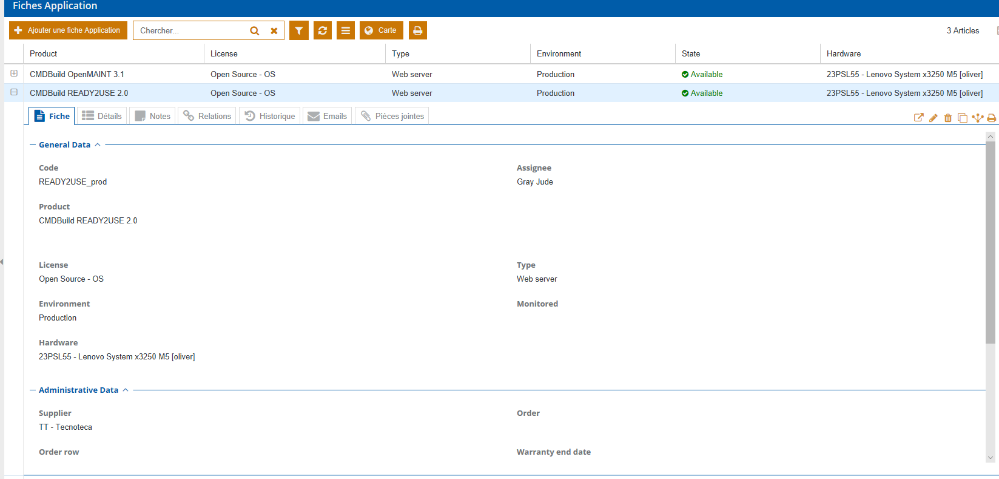 Fiches Application
Ajouter une fiche Application Chercher... Carte 3 Articles
Product License Type Environment State Hardware
CMDBuild OpenMAINT 3.1 Open Source - OS Web server Production Available 23PSL55 - Lenovo System x3250 M5 [oliver]
CMDBuild READY2USE 2.0 Open Source - OS Web server Production Available 23PSL55 - Lenovo System x3250 M5 [oliver]
Fiche Détails Notes Relations Historique Emails Pièces jointes
General Data
Code Assignee
READY2USE_prod Gray Jude
Product
CMDBuild READY2USE 2.0
License Type
Open Source - OS Web server
Environment Monitored
Production
Hardware
23PSL55 - Lenovo System x3250 M5 [oliver]
Administrative Data
Supplier Order
TT - Tecnoteca
Order row Warranty end date